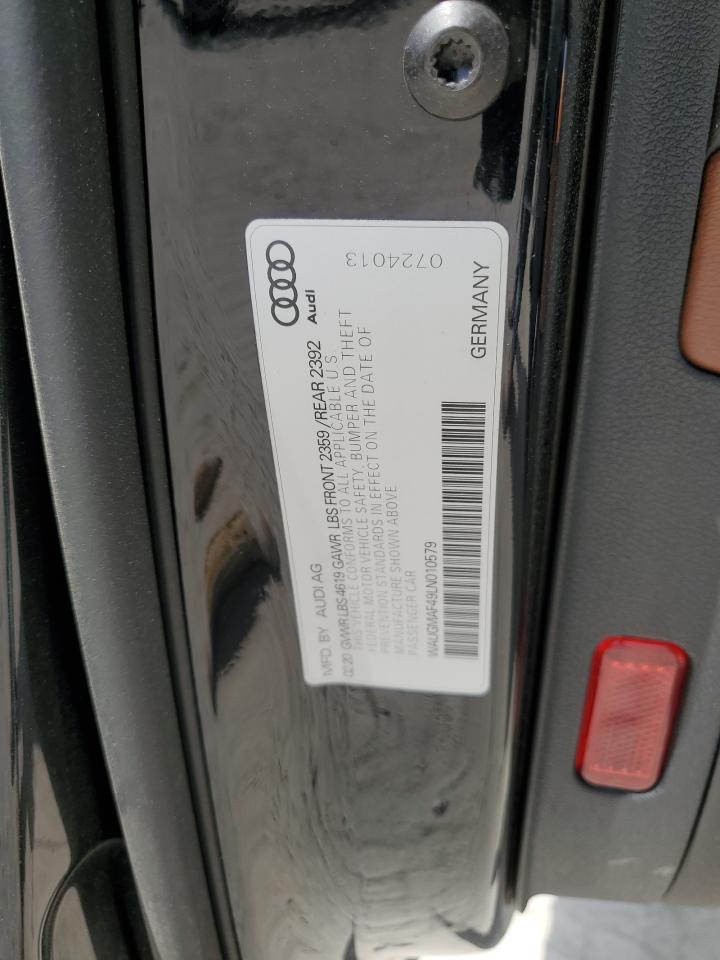 Audi
0724013
MFD. BY AUDI AG
02/20 GVWR LBS 4619 GAWR LBS FRONT 2359 / REAR 2392
THIS VEHICLE CONFORMS TO ALL APPLICABLE U S
FEDERAL MOTOR VEHICLE SAFETY, BUMPER AND THEFT
PREVENTION STANDARDS IN EFFECT ON THE DATE OF
MANUFACTURE SHOWN ABOVE
PASSENGER CAR
WAUGMAF49LN010579
GERMANY